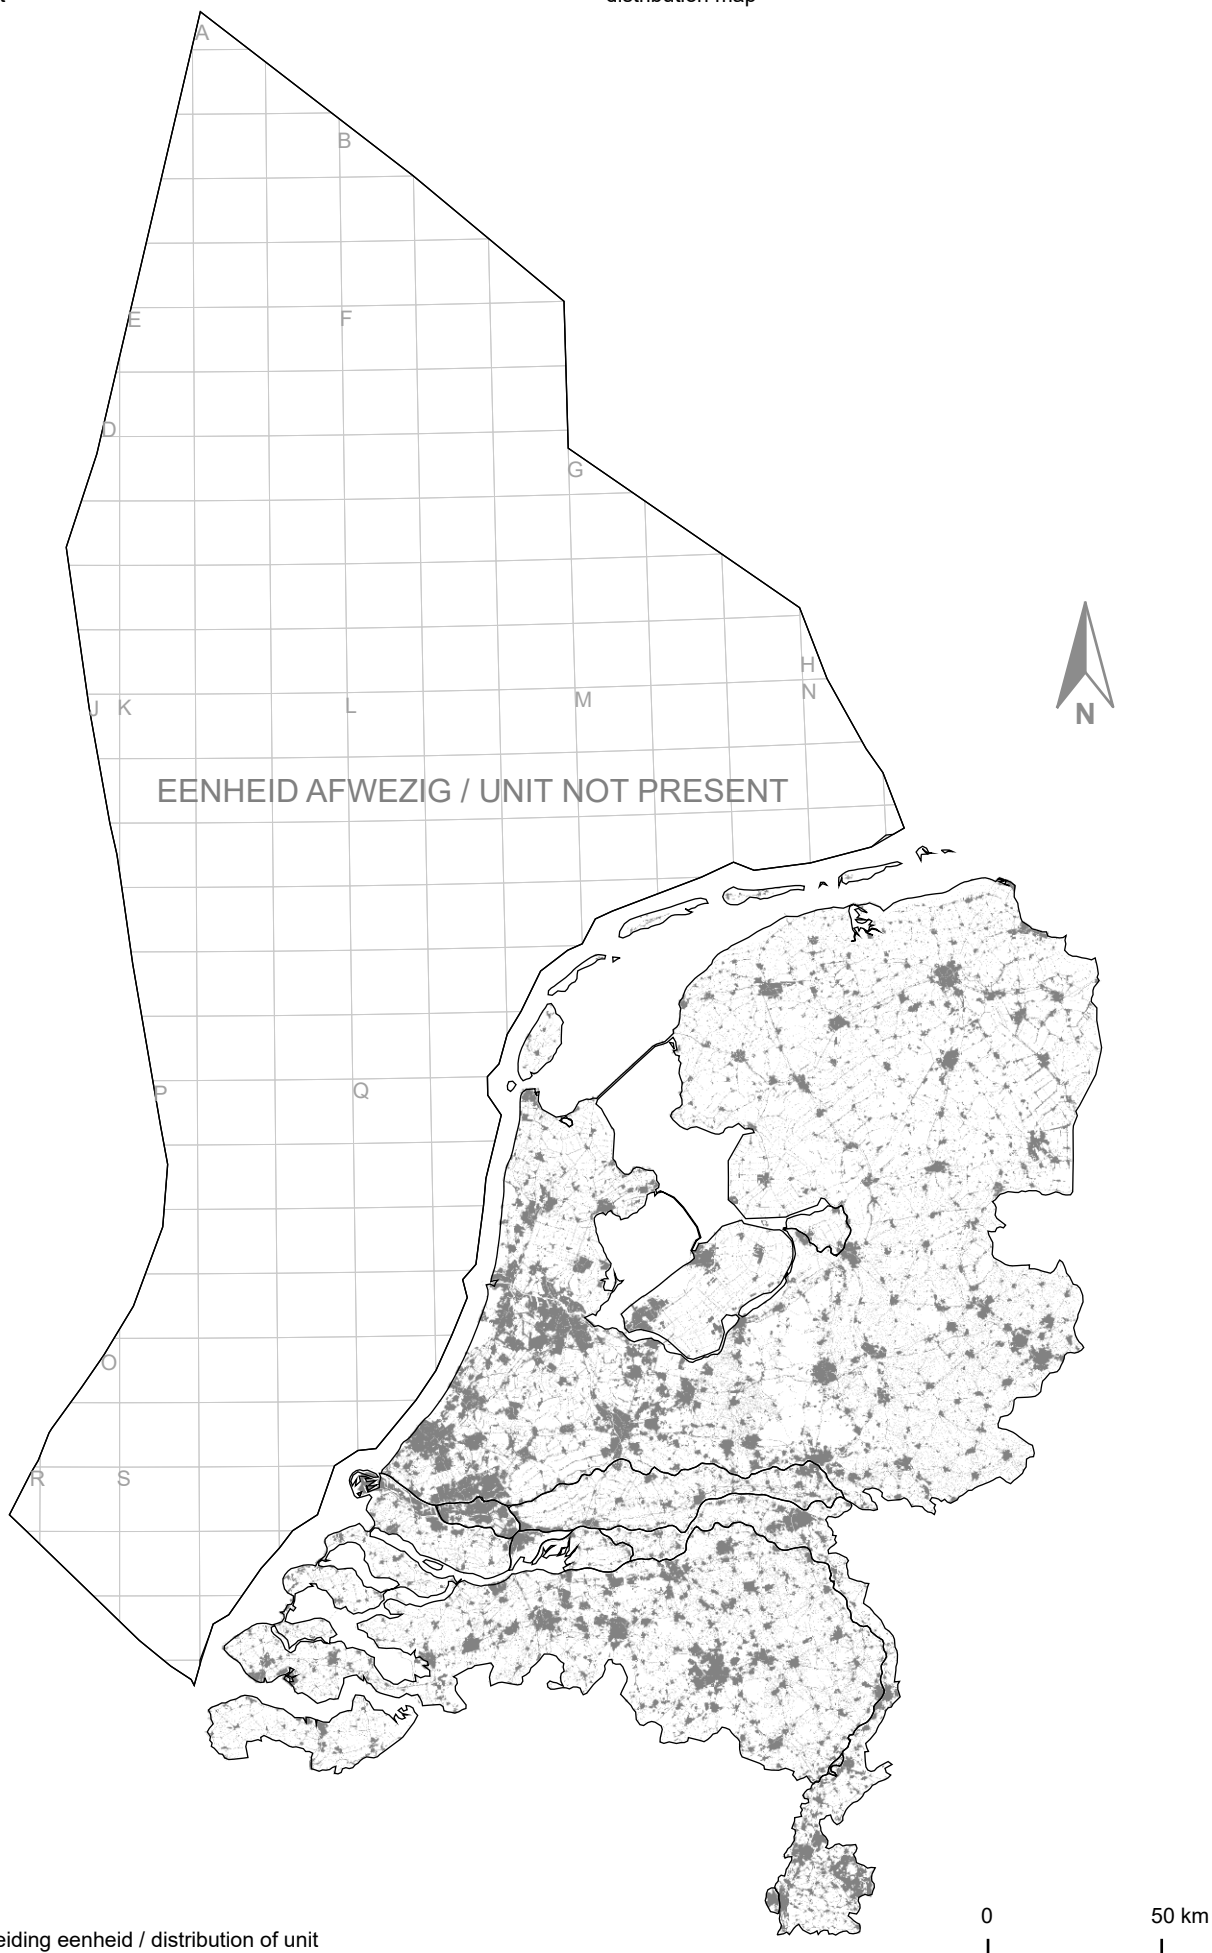 distribution map
A
B
E
F
D
G
H
N
J K
L
M
N
EENHEID AFWEZIG / UNIT NOT PRESENT
P
Q
O
R
S
0
50 km
eiding eenheid / distribution of unit